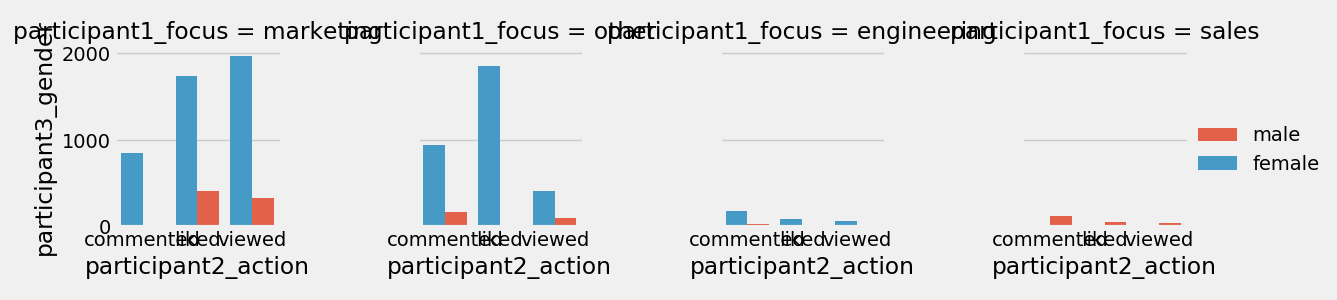 participant1_focus = marketing
participant1_focus = other
participant1_focus = engineering
participant1_focus = sales
participant3_gender
2000
1000
0
commented liked viewed
commented liked viewed
commented liked viewed
commented liked viewed
participant2_action
participant2_action
participant2_action
participant2_action
male
female